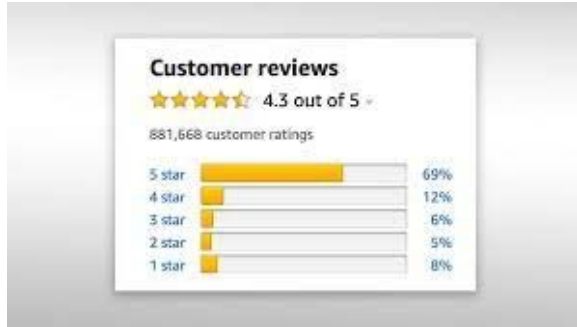 Customer reviews
4.3 out of 5
881,668 customer ratings
5 star 69%
4 star 12%
3 star 6%
2 star 5%
1 star 8%